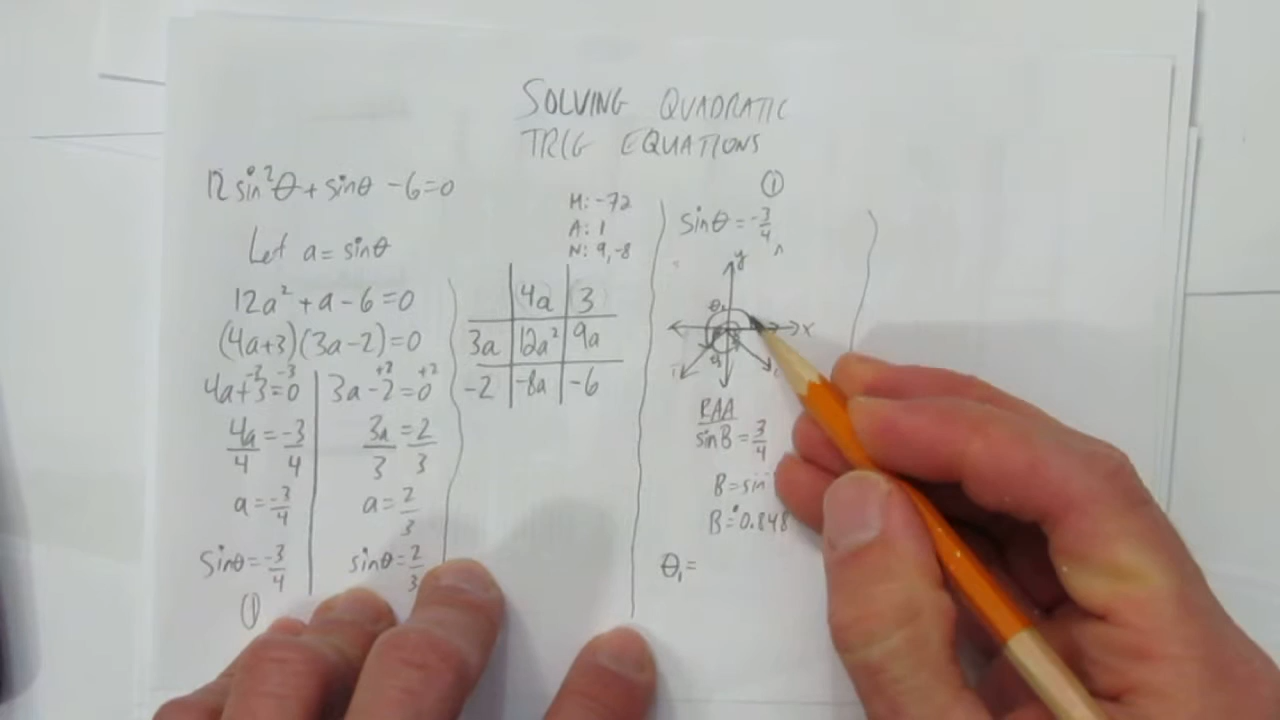 SOLVING QUADRATIC
TRIG EQUATIONS
12 sin²θ + sinθ - 6 = 0
Let a = sinθ
12a² + a - 6 = 0
(4a+3)(3a-2) = 0
4a+3=0
-3 -3
4a/4 = -3/4
a = -3/4
sinθ = -3/4
①
3a-2=0
+2 +2
3a/3 = 2/3
a = 2/3
sinθ = 2/3
M: -72
A: 1
N: 9, -8
4a 3
3a 12a² 9a
-2 -8a -6
①
sinθ = -3/4
y
θ₁
x
RAA
sinB = 3/4
B = sin
B ≐ 0.848
θ₁ =